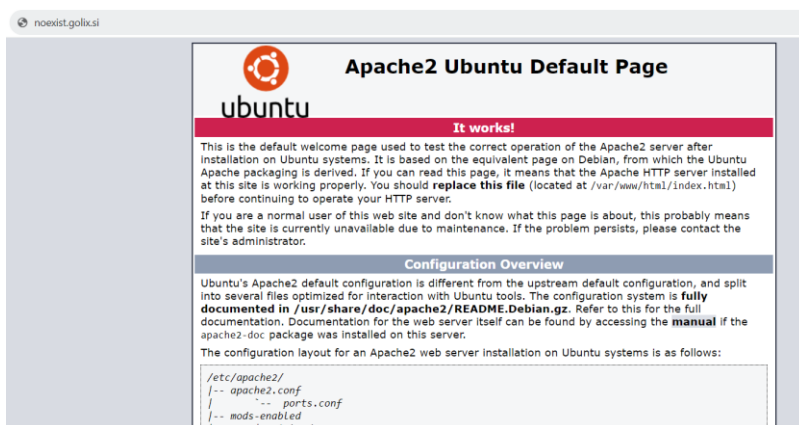 noexist.golix.si
Apache2 Ubuntu Default Page
ubuntu
It works!
This is the default welcome page used to test the correct operation of the Apache2 server after
installation on Ubuntu systems. It is based on the equivalent page on Debian, from which the Ubuntu
Apache packaging is derived. If you can read this page, it means that the Apache HTTP server installed
at this site is working properly. You should replace this file (located at /var/www/html/index.html)
before continuing to operate your HTTP server.
If you are a normal user of this web site and don't know what this page is about, this probably means
that the site is currently unavailable due to maintenance. If the problem persists, please contact the
site's administrator.
Configuration Overview
Ubuntu's Apache2 default configuration is different from the upstream default configuration, and split
into several files optimized for interaction with Ubuntu tools. The configuration system is fully
documented in /usr/share/doc/apache2/README.Debian.gz. Refer to this for the full
documentation. Documentation for the web server itself can be found by accessing the manual if the
apache2-doc package was installed on this server.
The configuration layout for an Apache2 web server installation on Ubuntu systems is as follows:
/etc/apache2/
|-- apache2.conf
|       `--  ports.conf
|-- mods-enabled